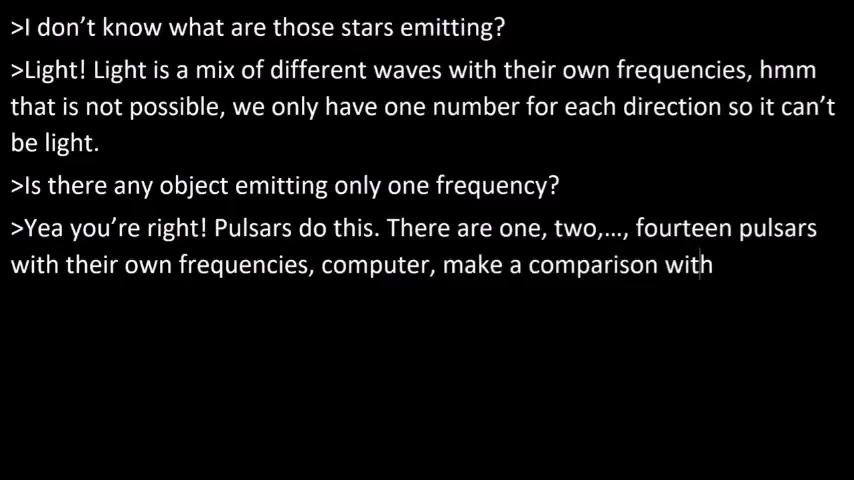 >I don’t know what are those stars emitting?
>Light! Light is a mix of different waves with their own frequencies, hmm
that is not possible, we only have one number for each direction so it can’t
be light.
>Is there any object emitting only one frequency?
>Yea you’re right! Pulsars do this. There are one, two,…, fourteen pulsars
with their own frequencies, computer, make a comparison with